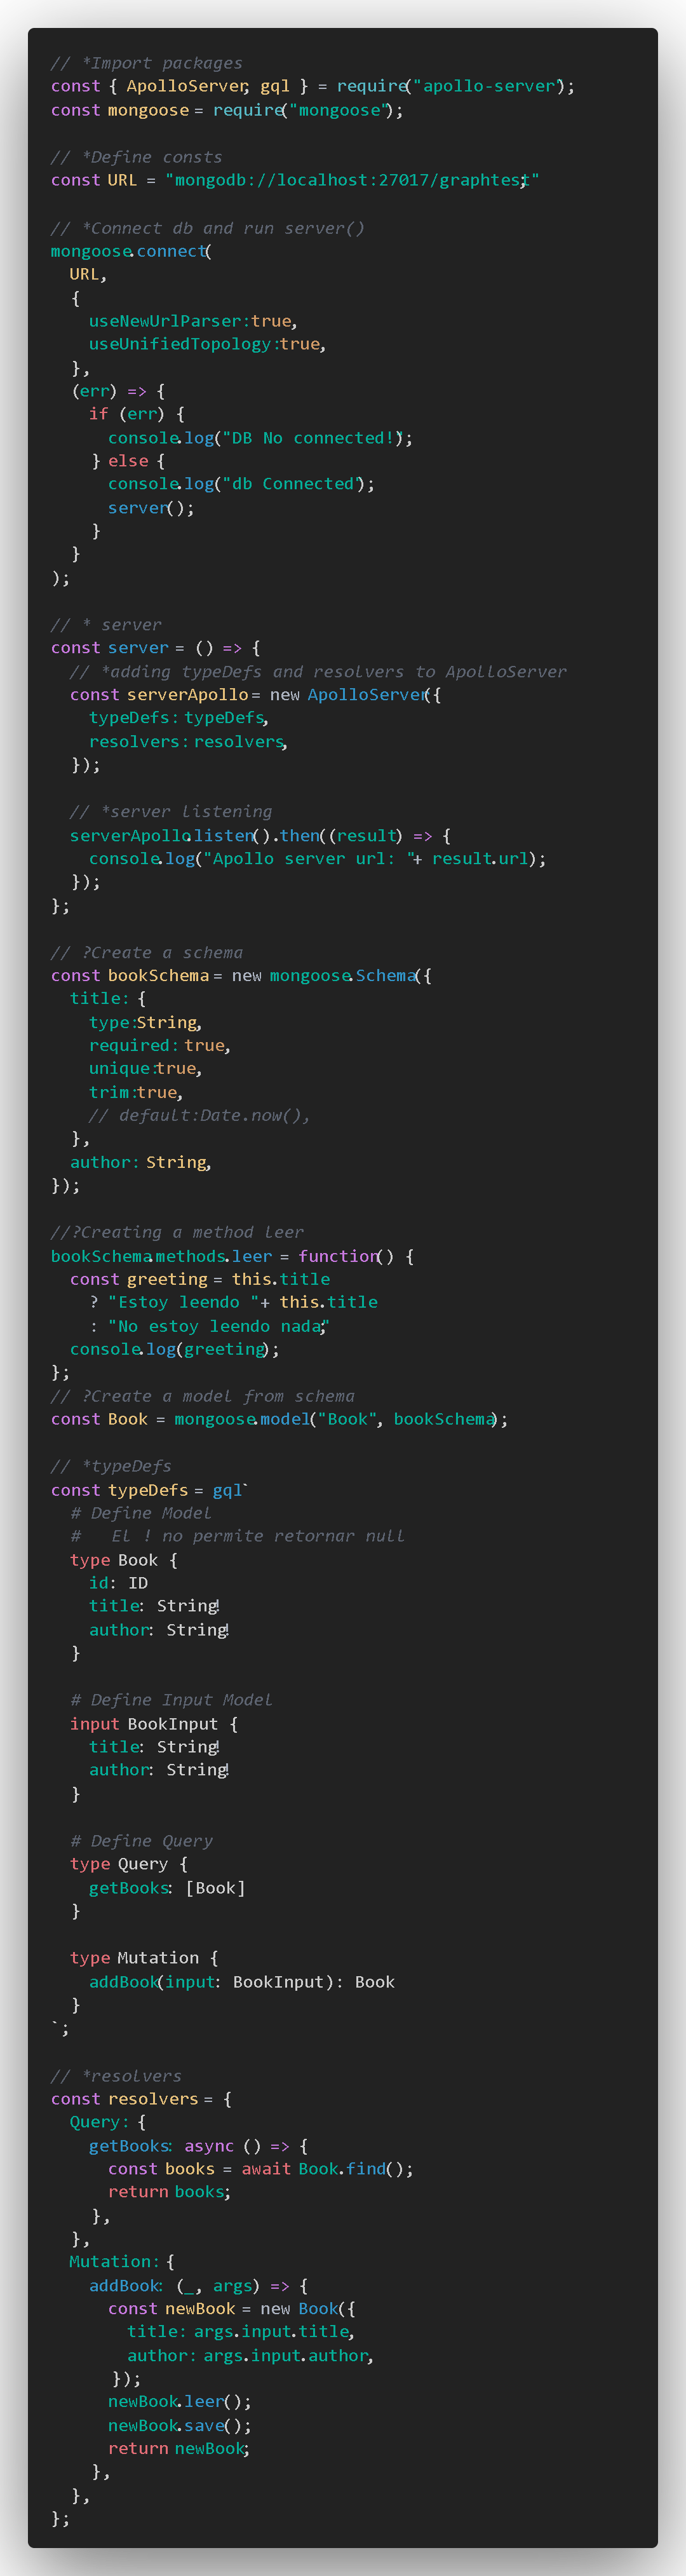 // *Import packages
const { ApolloServer, gql } = require("apollo-server");
const mongoose = require("mongoose");

// *Define consts
const URL = "mongodb://localhost:27017/graphtest";

// *Connect db and run server()
mongoose.connect(
  URL,
  {
    useNewUrlParser:true,
    useUnifiedTopology:true,
  },
  (err) => {
    if (err) {
      console.log("DB No connected!");
    } else {
      console.log("db Connected");
      server();
    }
  }
);

// * server
const server = () => {
  // *adding typeDefs and resolvers to ApoloServer
  const serverApollo = new ApoloServer({
    typeDefs: typeDefs,
    resolvers: resolvers,
  });

  // *server listening
  serverApollo.listen().then((result) => {
    console.log("Apollo server url: "+ result.url);
  });
};

// ?Create a schema
const bookSchema = new mongoose.Schema({
  title: {
    type:String,
    required: true,
    unique:true,
    trim:true,
    // default:Date.now(),
  },
  author: String,
});

//?Creating a method leer
bookSchema.methods.leer = function() {
  const greeting = this.title
    ? "Estoy leendo "+ this.title
    : "No estoy leendo nada";
  console.log(greeting);
};
// ?Create a model from schema
const Book = mongoose.model("Book", bookSchema);

// *typeDefs
const typeDefs = gql`
  # Define Model
  #   El ! no permite retornar null
  type Book {
    id: ID
    title: String!
    author: String!
  }

  # Define Input Model
  input BookInput {
    title: String!
    author: String!
  }

  # Define Query
  type Query {
    getBooks: [Book]
  }

  type Mutation {
    addBook(input: BookInput): Book
  }
`;

// *resolvers
const resolvers = {
  Query: {
    getBooks: async () => {
      const books = await Book.find();
      return books;
    },
  },
  Mutation: {
    addBook: (_, args) => {
      const newBook = new Book({
        title: args.input.title,
        author: args.input.author,
      });
      newBook.leer();
      newBook.save();
      return newBook;
    },
  },
};